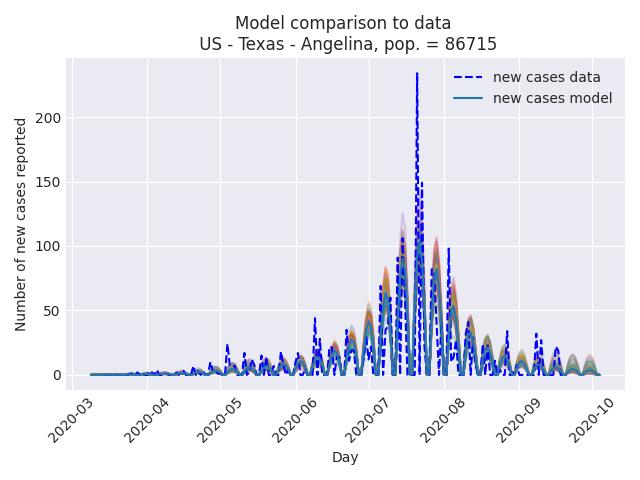 Model comparison to data
US - Texas - Angelina, pop. = 86715
new cases data
new cases model
Number of new cases reported
200
150
100
50
0
2020-03
2020-04
2020-05
2020-06
2020-07
2020-08
2020-09
2020-10
Day